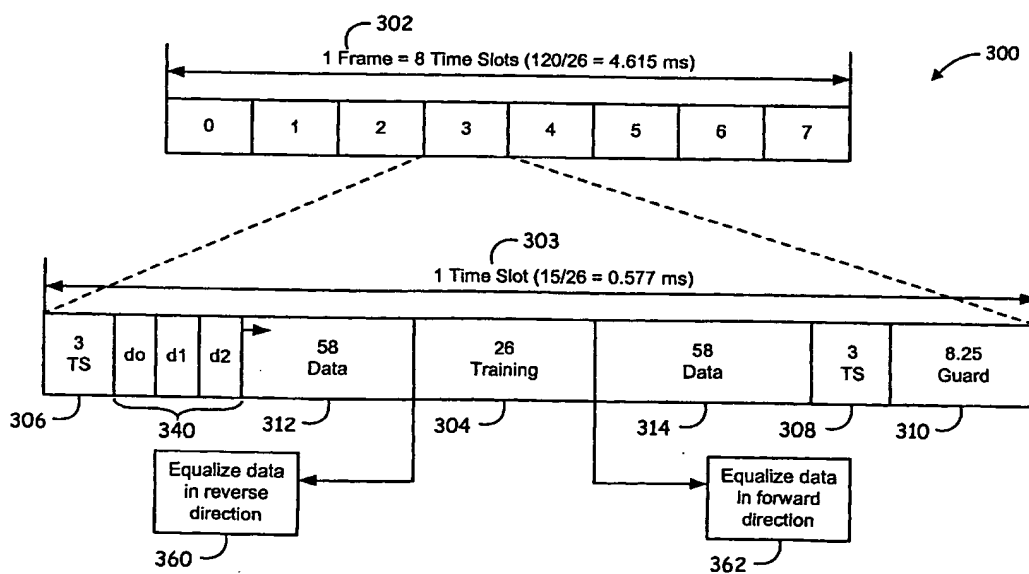 302
1 Frame = 8 Time Slots (120/26 = 4.615 ms)
300
0 1 2 3 4 5 6 7
303
1 Time Slot (15/26 = 0.577 ms)
3
TS
do d1 d2
58
Data
26
Training
58
Data
3
TS
8.25
Guard
306
340
312
304
314
308
310
Equalize data
in reverse
direction
360
Equalize data
in forward
direction
362